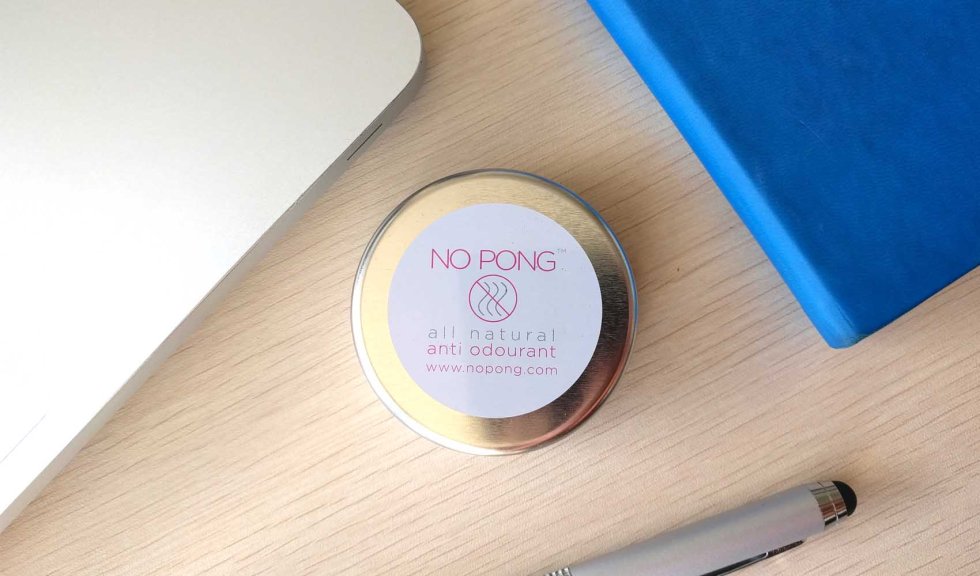 NO PONG™
all natural
anti odourant
www.nopong.com